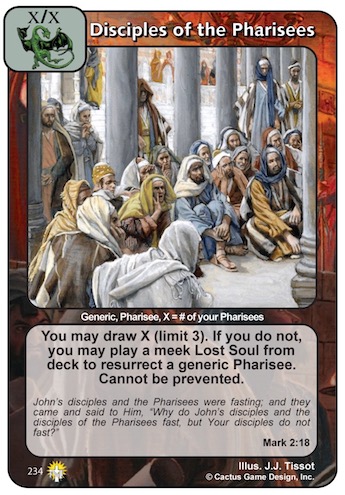 X/X
Disciples of the Pharisees
Generic, Pharisee, X = # of your Pharisees
You may draw X (limit 3). If you do not,
you may play a meek Lost Soul from
deck to resurrect a generic Pharisee.
Cannot be prevented.
John's disciples and the Pharisees were fasting; and they
came and said to Him, “Why do John's disciples and the
disciples of the Pharisees fast, but Your disciples do not
fast?”
Mark 2:18
234
Illus. J.J. Tissot
© Cactus Game Design, Inc.